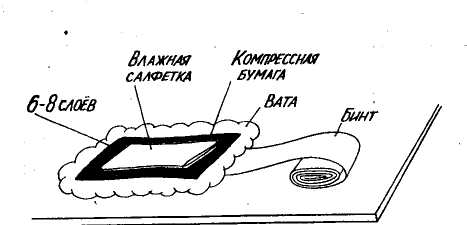 ВЛАЖНАЯ
САЛФЕТКА
КОМПРЕССНАЯ
БУМАГА
6-8 СЛОЁВ
ВАТА
БИНТ